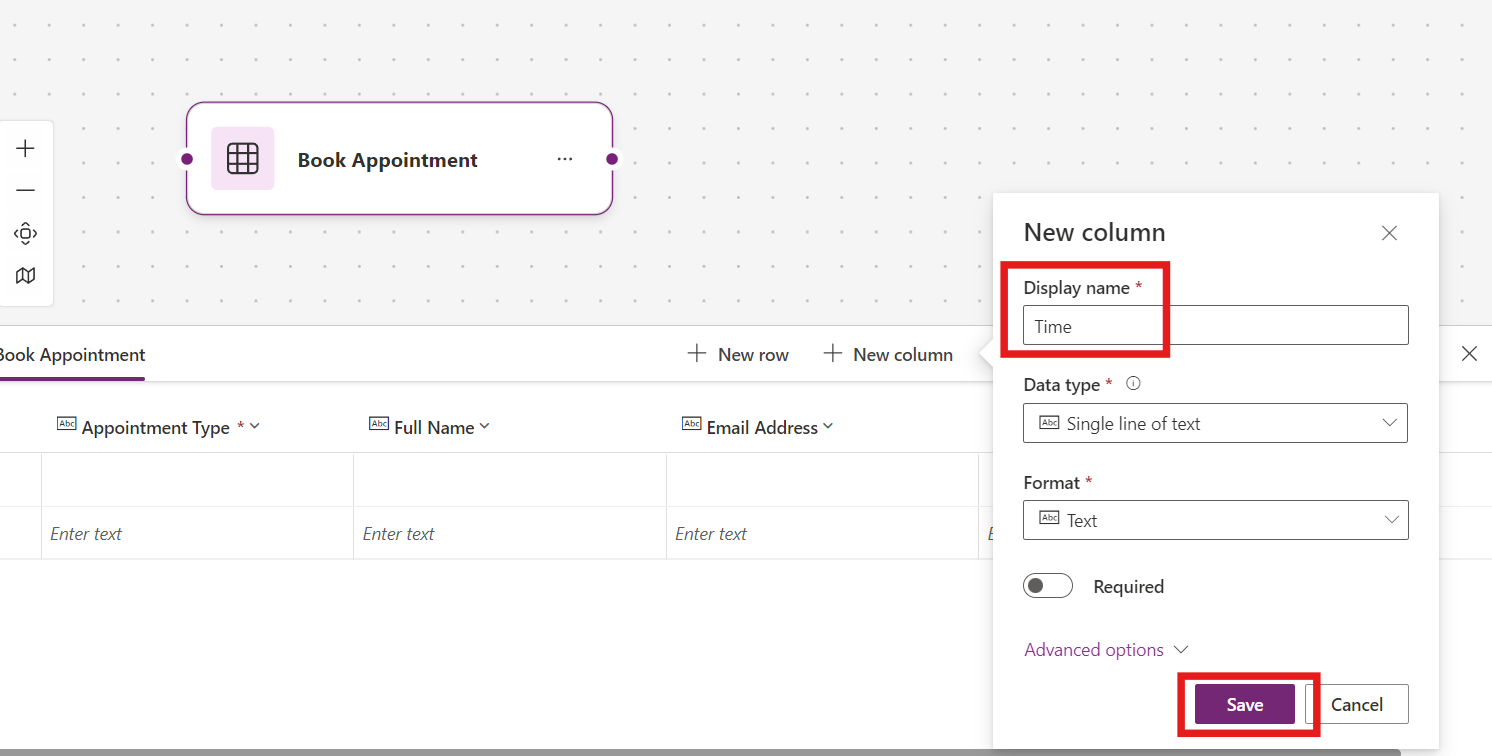 Book Appointment
...
New column
Display name *
Time
Book Appointment
New row
New column
Data type *
Abc Single line of text
Abc Appointment Type *
Abc Full Name
Abc Email Address
Format *
Abc Text
Enter text
Enter text
Enter text
Required
Advanced options
Save
Cancel